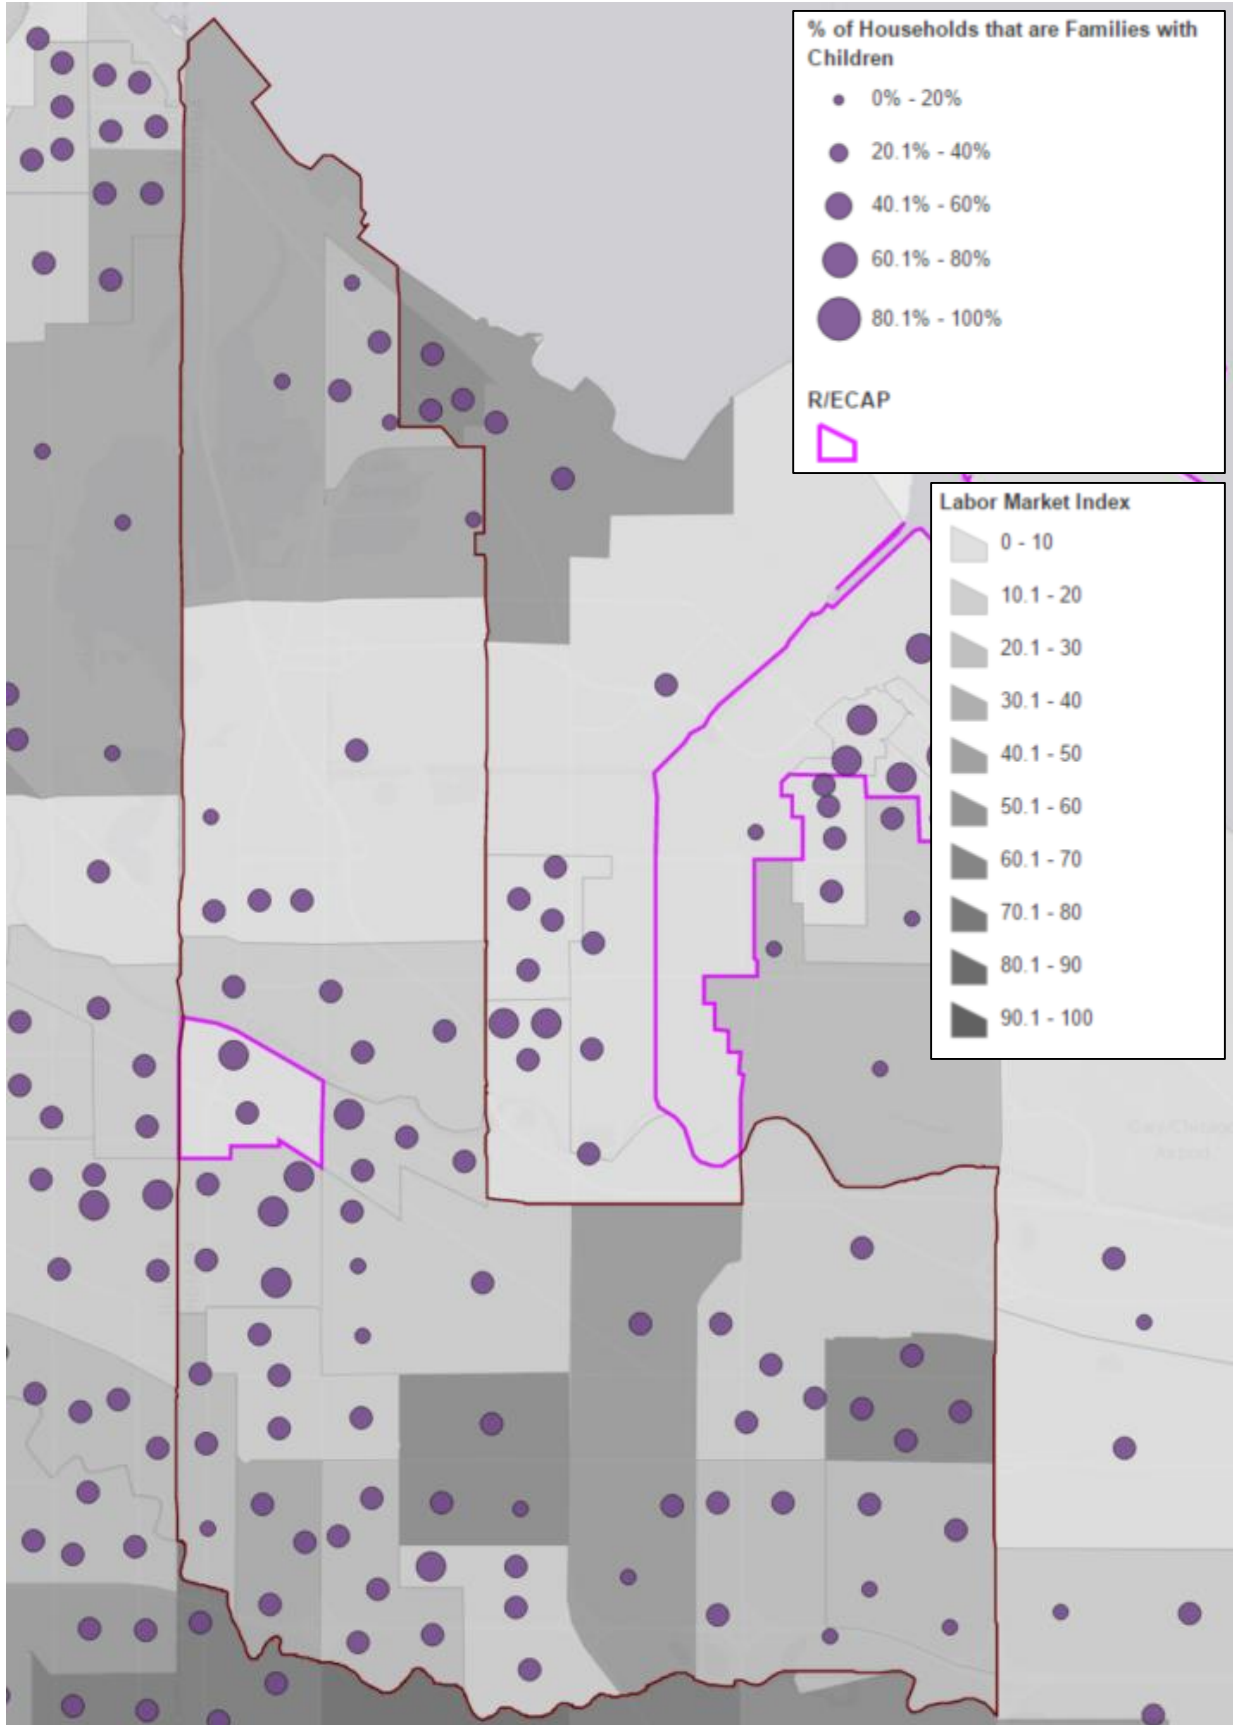 % of Households that are Families with
Children
0% - 20%
20.1% - 40%
40.1% - 60%
60.1% - 80%
80.1% - 100%
R/ECAP
Labor Market Index
0 - 10
10.1 - 20
20.1 - 30
30.1 - 40
40.1 - 50
50.1 - 60
60.1 - 70
70.1 - 80
80.1 - 90
90.1 - 100
Airport